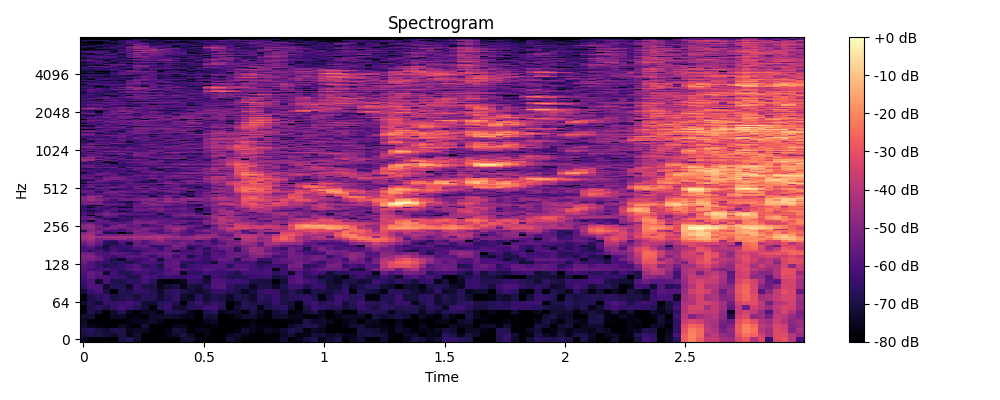 Spectrogram
4096
2048
1024
512
256
128
64
0
Hz
0
0.5
1
1.5
2
2.5
Time
+0 dB
-10 dB
-20 dB
-30 dB
-40 dB
-50 dB
-60 dB
-70 dB
-80 dB